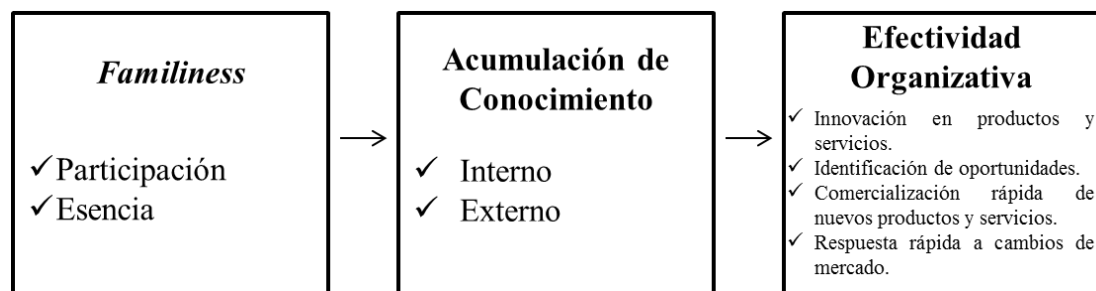 Familiness
✓ Participación
✓ Esencia
Acumulación de
Conocimiento
✓ Interno
✓ Externo
Efectividad
Organizativa
✓ Innovación en productos y
servicios.
✓ Identificación de oportunidades.
✓ Comercialización rápida de
nuevos productos y servicios.
✓ Respuesta rápida a cambios de
mercado.